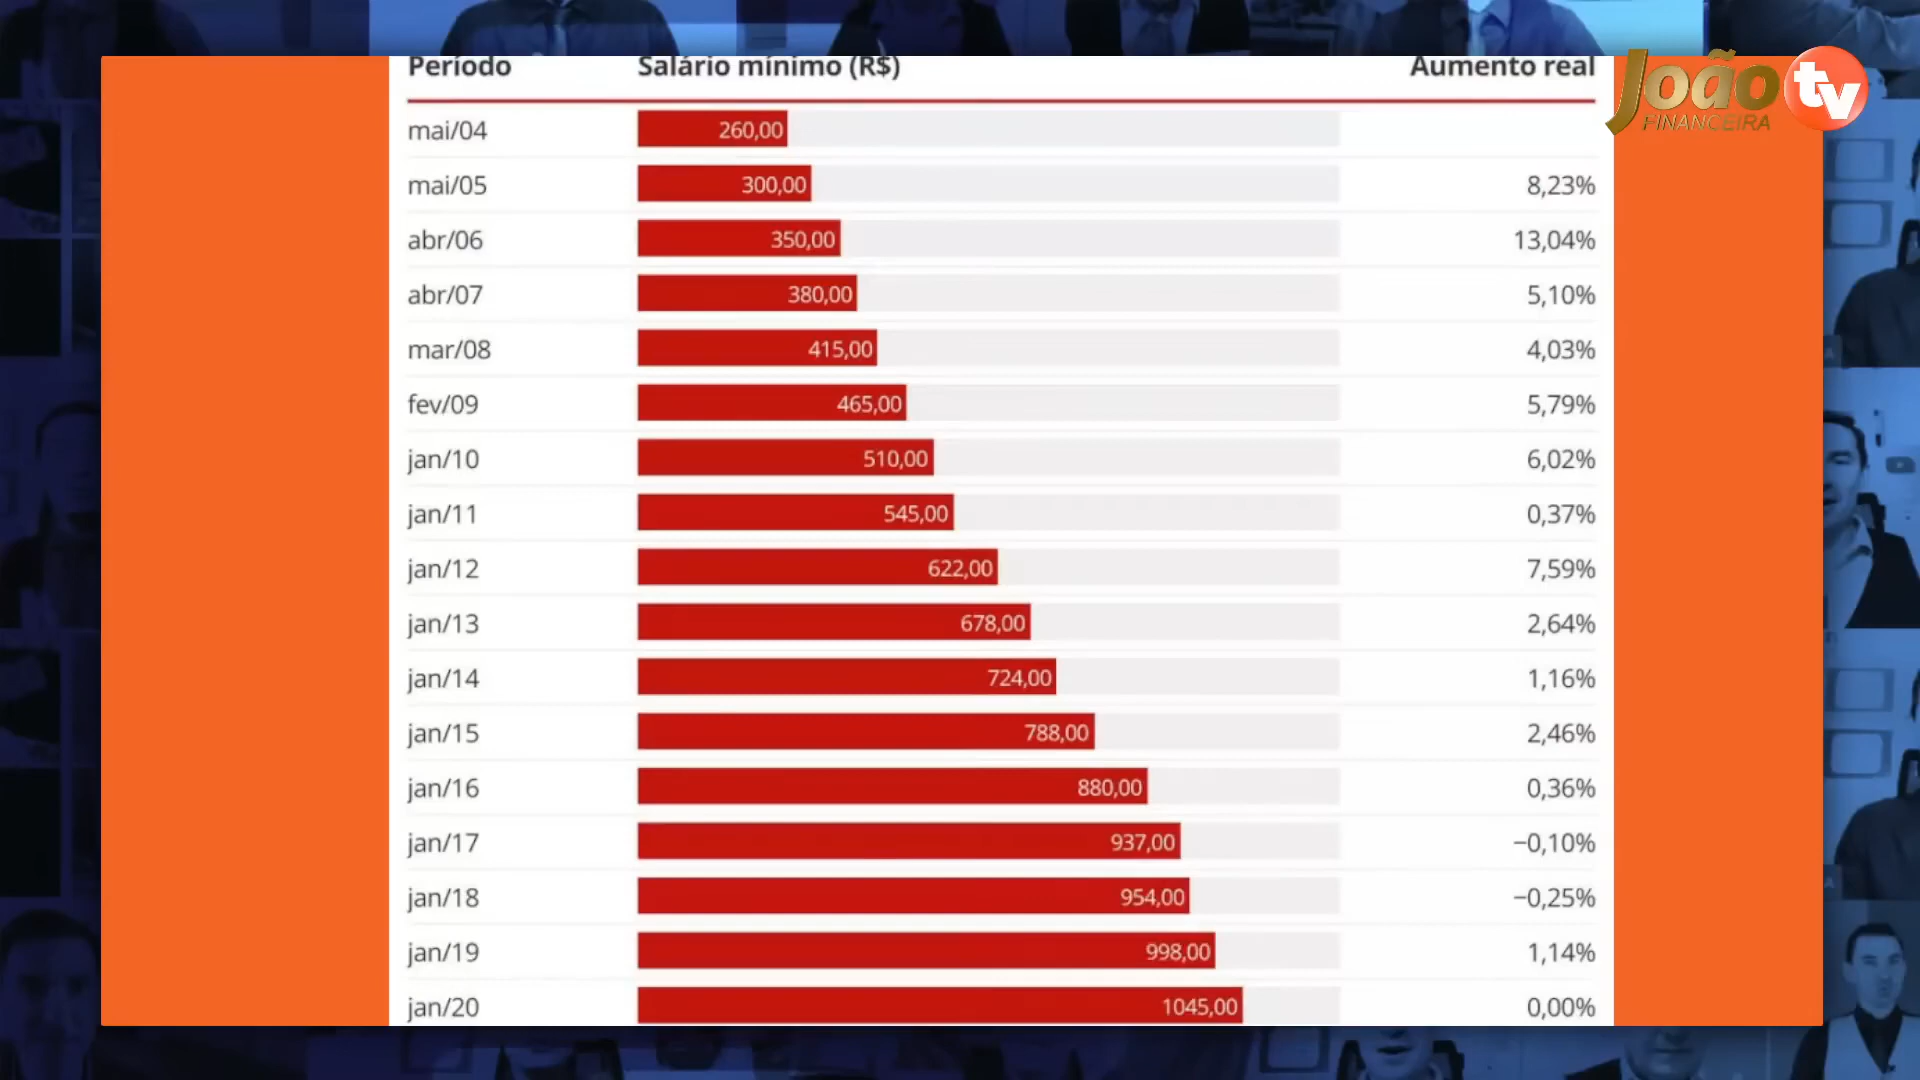 Período Salário mínimo (R$) Aumento real
João tv
FINANCEIRA
mai/04 260,00
mai/05 300,00 8,23%
abr/06 350,00 13,04%
abr/07 380,00 5,10%
mar/08 415,00 4,03%
fev/09 465,00 5,79%
jan/10 510,00 6,02%
jan/11 545,00 0,37%
jan/12 622,00 7,59%
jan/13 678,00 2,64%
jan/14 724,00 1,16%
jan/15 788,00 2,46%
jan/16 880,00 0,36%
jan/17 937,00 −0,10%
jan/18 954,00 −0,25%
jan/19 998,00 1,14%
jan/20 1045,00 0,00%